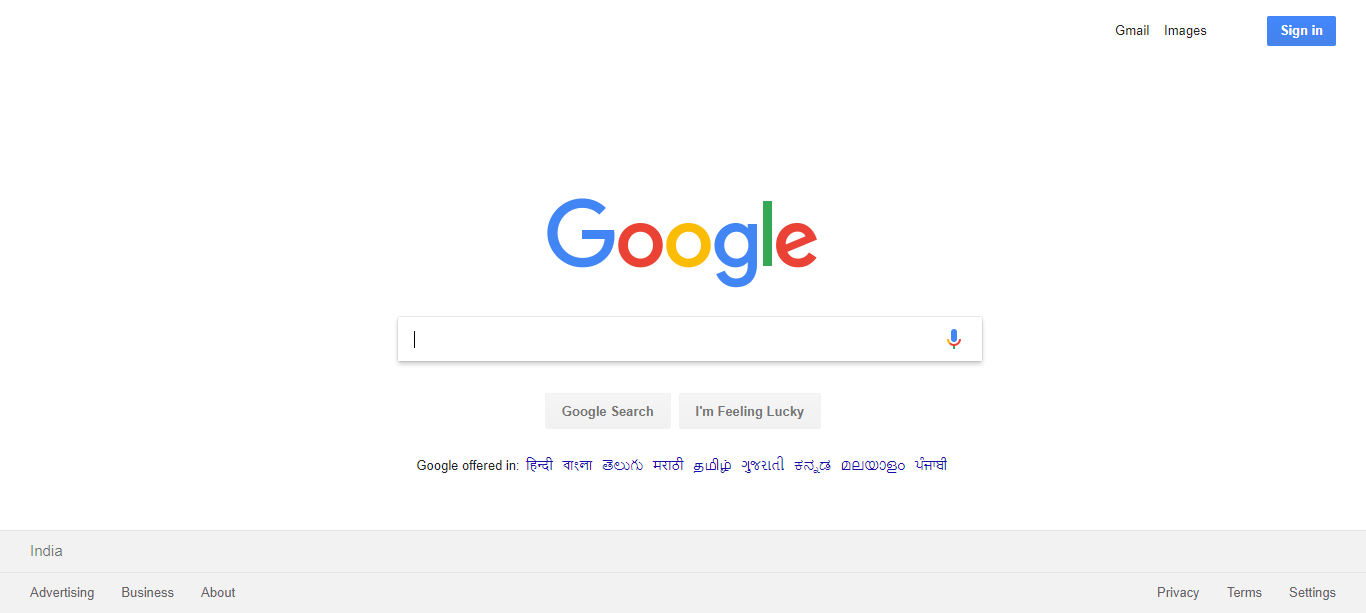 Gmail Images Sign in
Google
Google Search I'm Feeling Lucky
Google offered in: हिन्दी বাংলা తెలుగు मराठी தமிழ் ગુજરાતી ಕನ್ನಡ മലയാളം ਪੰਜਾਬੀ
India
Advertising Business About Privacy Terms Settings